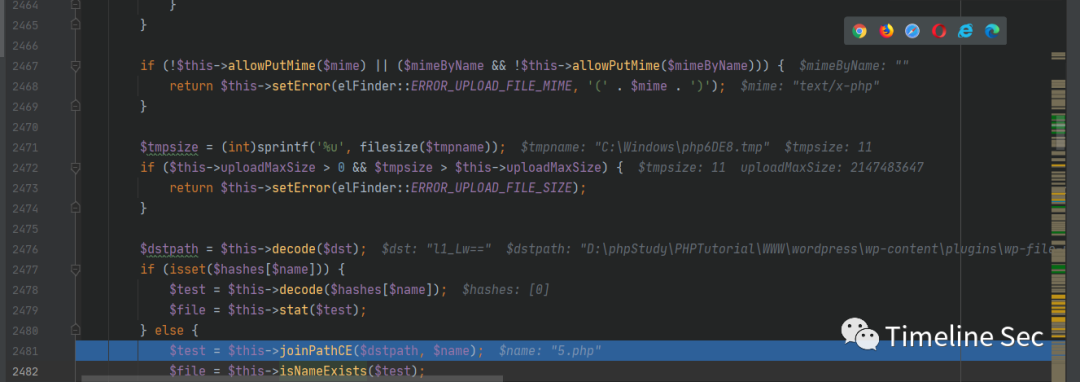 2464 }
2465 }
2466
2467 if (!$this->allowPutMime($mime) || ($mimeByName && !$this->allowPutMime($mimeByName))) { $mimeByName: ""
2468 return $this->setError(elFinder::ERROR_UPLOAD_FILE_MIME, '(' . $mime . ')'); $mime: "text/x-php"
2469 }
2470
2471 $tmpsize = (int)sprintf('%u', filesize($tmpname)); $tmpname: "C:\Windows\php6DE8.tmp" $tmpsize: 11
2472 if ($this->uploadMaxSize > 0 && $tmpsize > $this->uploadMaxSize) { $tmpsize: 11 uploadMaxSize: 2147483647
2473 return $this->setError(elFinder::ERROR_UPLOAD_FILE_SIZE);
2474 }
2475
2476 $dstpath = $this->decode($dst); $dst: "l1_Lw==" $dstpath: "D:\phpStudy\PHPTutorial\WWW\wordpress\wp-content\plugins\wp-file
2477 if (isset($hashes[$name])) {
2478 $test = $this->decode($hashes[$name]); $hashes: [0]
2479 $file = $this->stat($test);
2480 } else {
2481 $test = $this->joinPathCE($dstpath, $name); $name: "5.php"
2482 $file = $this->isNameExists($test);
Timeline Sec